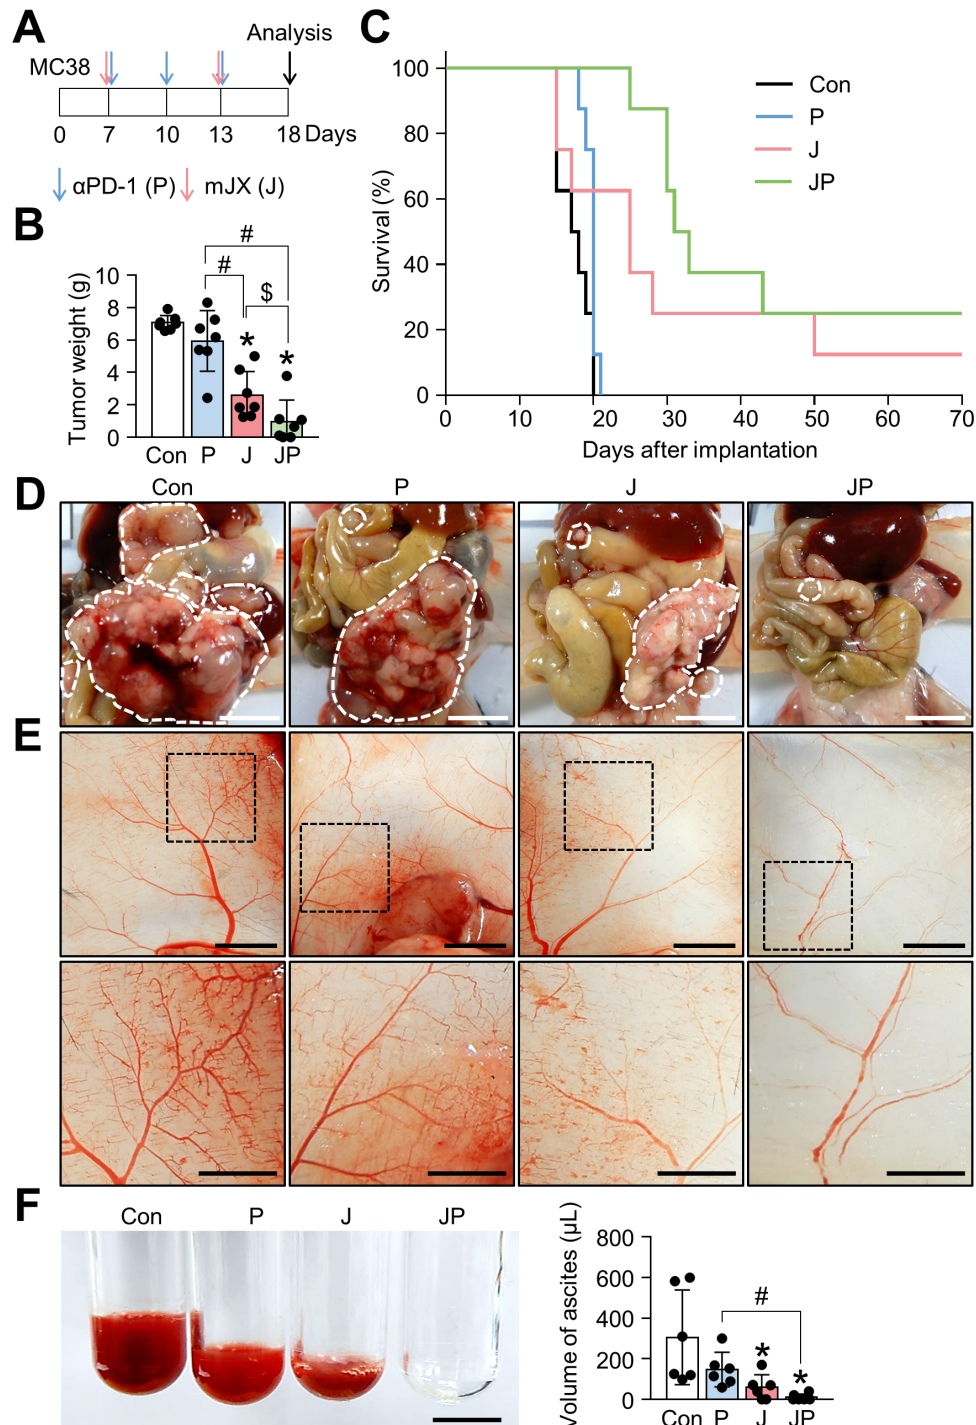 A
Analysis
MC38
0 7 10 13 18 Days
αPD-1 (P) mJX (J)
B
Tumor weight (g)
10
8
6
4
2
0
#
#
$
*
*
Con P J JP
C
Survival (%)
100
80
60
40
20
0
0 10 20 30 40 50 60 70
Days after implantation
Con
P
J
JP
D
Con P J JP
E
F
Con P J JP
Volume of ascites (µL)
800
600
400
200
0
#
*
*
Con P J JP